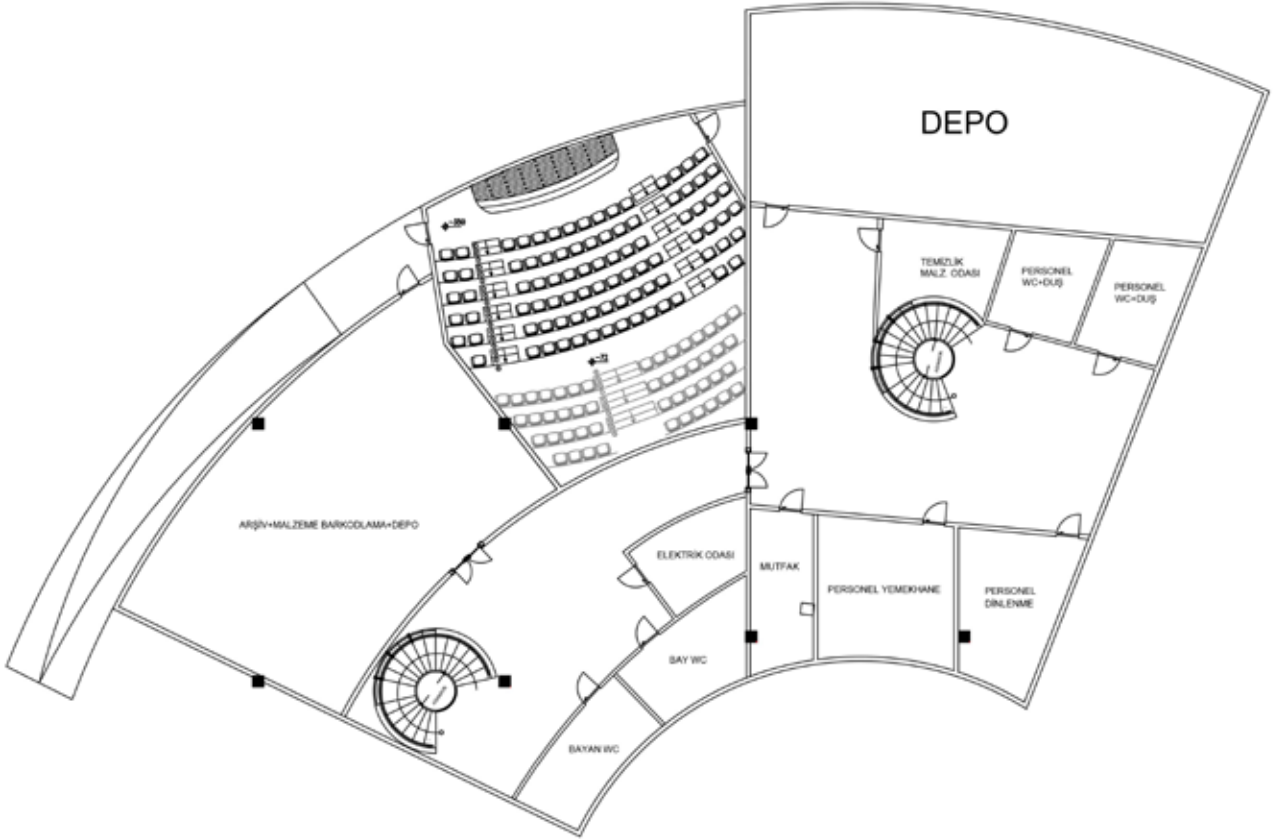 DEPO
TEMİZLİK
MALZ. ODASI
PERSONEL
WC+DUŞ
PERSONEL
WC+DUŞ
ARŞİV+MALZEME BARKODLAMA+DEPO
ELEKTRİK ODASI
MUTFAK
PERSONEL YEMEKHANE
PERSONEL
DİNLENME
BAY WC
BAYAN WC